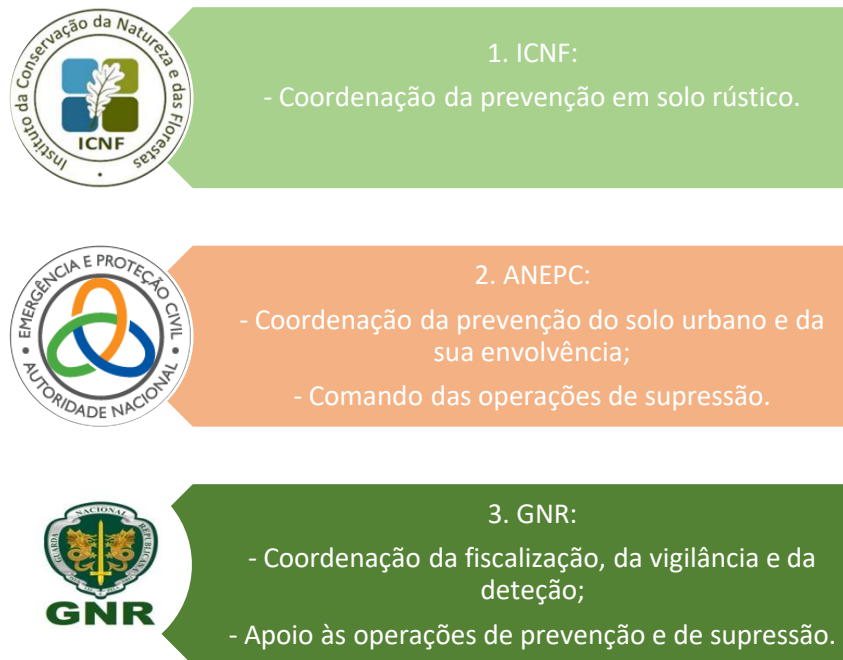 Instituto da Conservação da Natureza e das Florestas
ICNF
1. ICNF:
- Coordenação da prevenção em solo rústico.
EMERGÊNCIA E PROTEÇÃO CIVIL
AUTORIDADE NACIONAL
2. ANEPC:
- Coordenação da prevenção do solo urbano e da
sua envolvência;
- Comando das operações de supressão.
GUARDA NACIONAL REPUBLICANA
GNR
3. GNR:
- Coordenação da fiscalização, da vigilância e da
deteção;
- Apoio às operações de prevenção e de supressão.